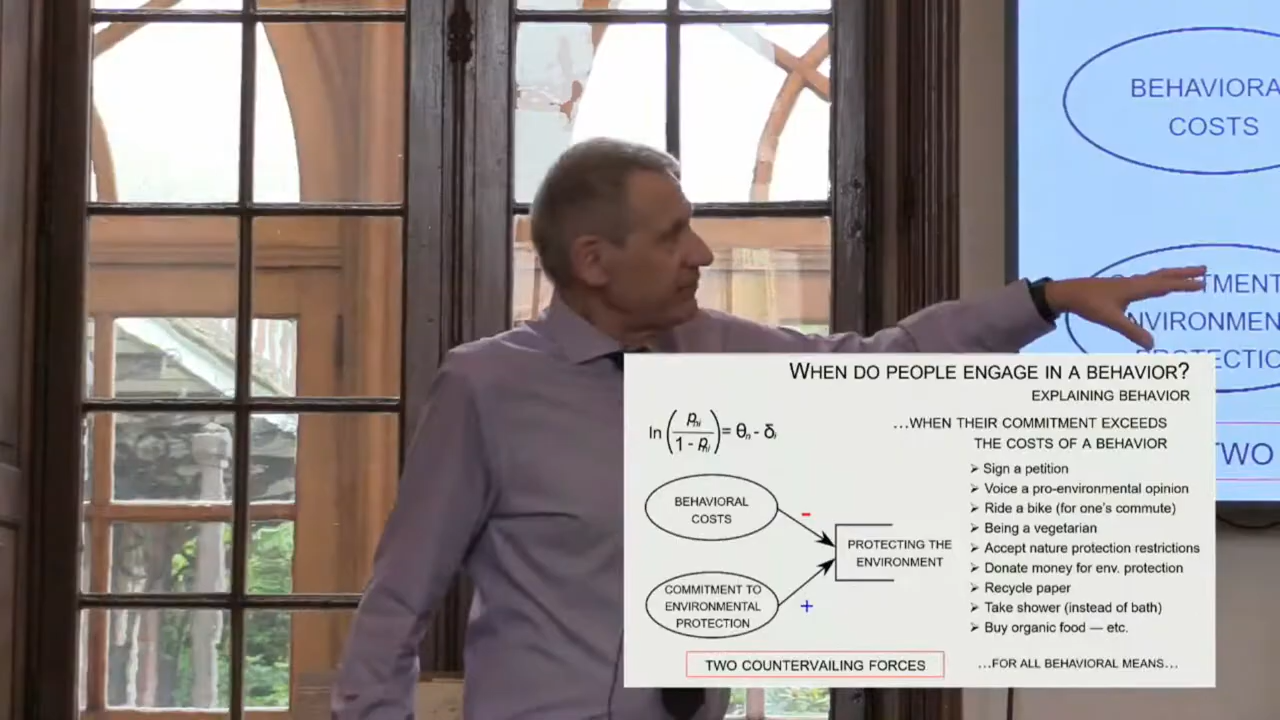 BEHAVIORA
COSTS
TMENT
NVIRONMEN
TWO
WHEN DO PEOPLE ENGAGE IN A BEHAVIOR?
EXPLAINING BEHAVIOR
ln(pni / 1 - pni) = θn - δi
…WHEN THEIR COMMITMENT EXCEEDS
THE COSTS OF A BEHAVIOR
BEHAVIORAL
COSTS
-
COMMITMENT TO
ENVIRONMENTAL
PROTECTION
+
PROTECTING THE
ENVIRONMENT
➢ Sign a petition
➢ Voice a pro-environmental opinion
➢ Ride a bike (for one's commute)
➢ Being a vegetarian
➢ Accept nature protection restrictions
➢ Donate money for env. protection
➢ Recycle paper
➢ Take shower (instead of bath)
➢ Buy organic food — etc.
TWO COUNTERVAILING FORCES
…FOR ALL BEHAVIORAL MEANS…